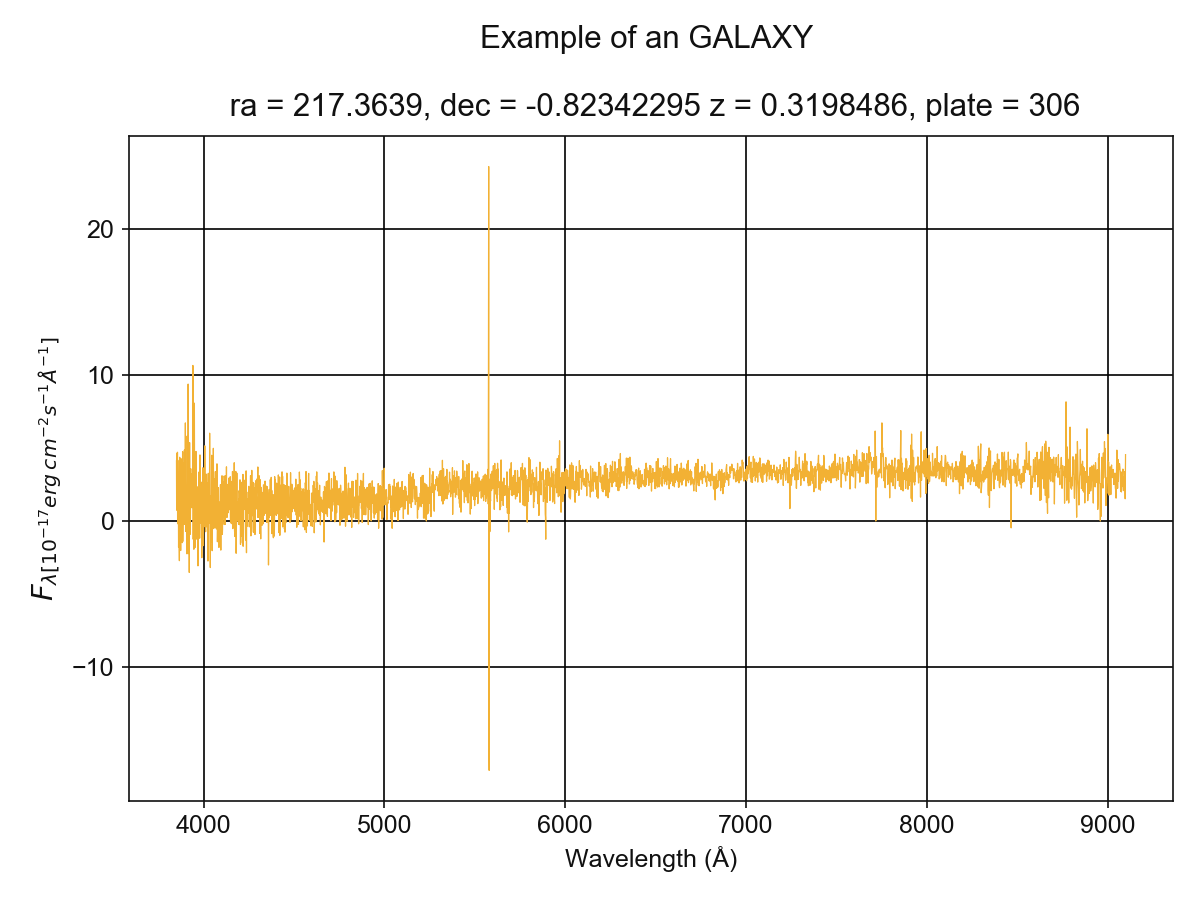 Example of an GALAXY
ra = 217.3639, dec = -0.82342295 z = 0.3198486, plate = 306
20
10
0
−10
F_{λ[10^{-17} erg cm^{-2} s^{-1} Å^{-1}]}
4000 5000 6000 7000 8000 9000
Wavelength (Å)